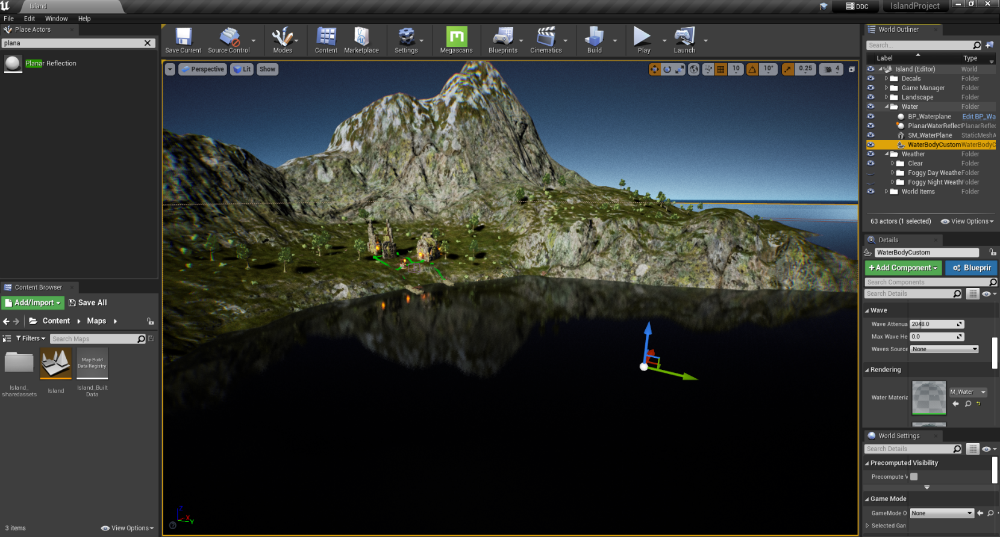 Island
DDC
IslandProject
File Edit Window Help
Place Actors
plana
Planar Reflection
Save Current
Source Control
Modes
Content
Marketplace
Settings
Megascans
Blueprints
Cinematics
Build
Play
Launch
Perspective
Lit
Show
10
10°
0.25
4
Z
X
Y
Content Browser
Add/Import
Save All
Content
Maps
Filters
Search Maps
Island_
sharedassets
Island
Map Build
Data Registry
Island_Built
Data
3 items
View Options
World Outliner
Search...
Label Type
Island (Editor) World
Decals Folder
Game Manager Folder
Landscape Folder
Water Folder
BP_Waterplane Edit BP_Wa
PlanarWaterReflect PlanarReflec
SM_WaterPlane StaticMeshA
WaterBodyCustom WaterBodyC
Weather Folder
Clear Folder
Foggy Day Weathe Folder
Foggy Night Weath Folder
World Items Folder
63 actors (1 selected)
View Options
Details
WaterBodyCustom
+Add Component
Blueprir
Search Components
Search Details
Wave
Wave Attenua 2048.0
Max Wave He 0.0
Waves Source None
Rendering
Water Materia M_Water
World Settings
Search Details
Precomputed Visibility
Precompute V
Game Mode
GameMode O None
Selected Gan